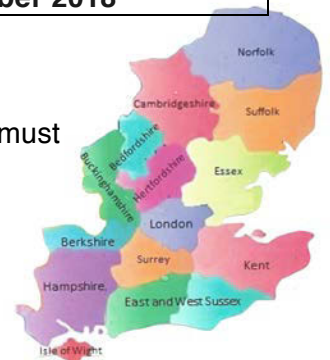 ber 2018
must
Norfolk
Cambridgeshire
Suffolk
Bedfordshire
Buckinghamshire
Hertfordshire
Essex
London
Berkshire
Surrey
Kent
Hampshire.
East and West Sussex
Isle of Wight